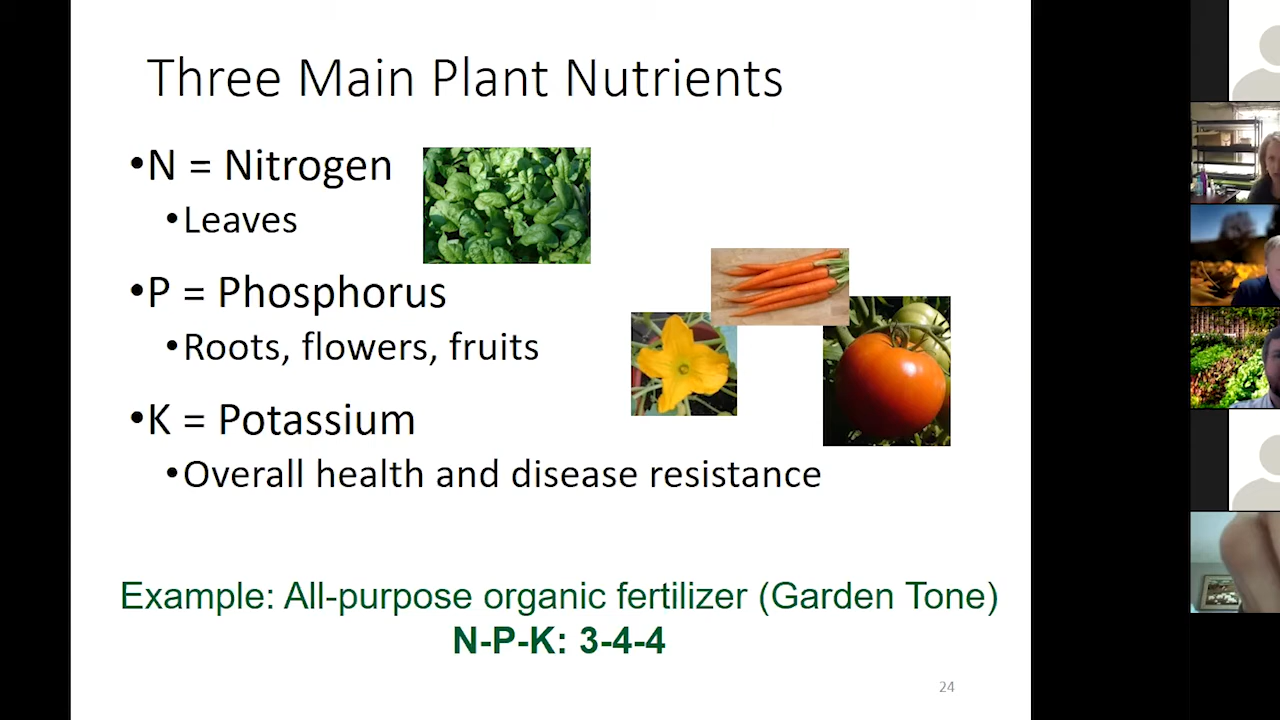 Three Main Plant Nutrients
•N = Nitrogen
•Leaves
•P = Phosphorus
•Roots, flowers, fruits
•K = Potassium
•Overall health and disease resistance
Example: All-purpose organic fertilizer (Garden Tone)
N-P-K: 3-4-4
24